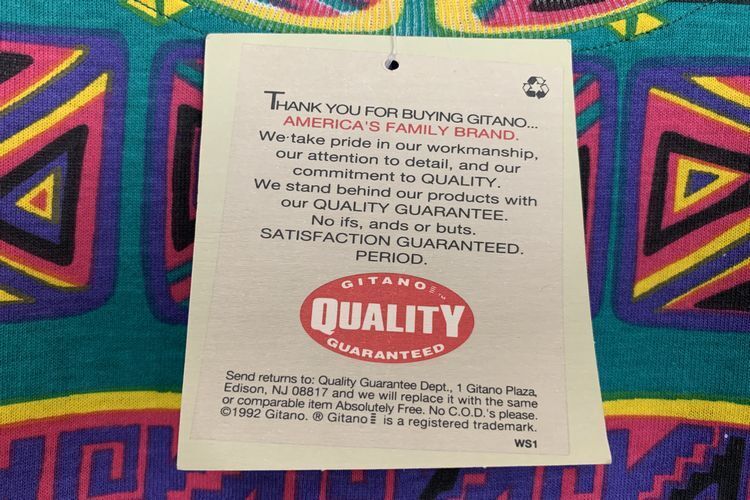 THANK YOU FOR BUYING GITANO...
AMERICA'S FAMILY BRAND.
We take pride in our workmanship,
our attention to detail, and our
commitment to QUALITY.
We stand behind our products with
our QUALITY GUARANTEE.
No ifs, ands or buts.
SATISFACTION GUARANTEED.
PERIOD.
GITANO ™
QUALITY
GUARANTEED
Send returns to: Quality Guarantee Dept., 1 Gitano Plaza,
Edison, NJ 08817 and we will replace it with the same
or comparable item Absolutely Free. No C.O.D.'s please.
©1992 Gitano. ® Gitano is a registered trademark.
WS1